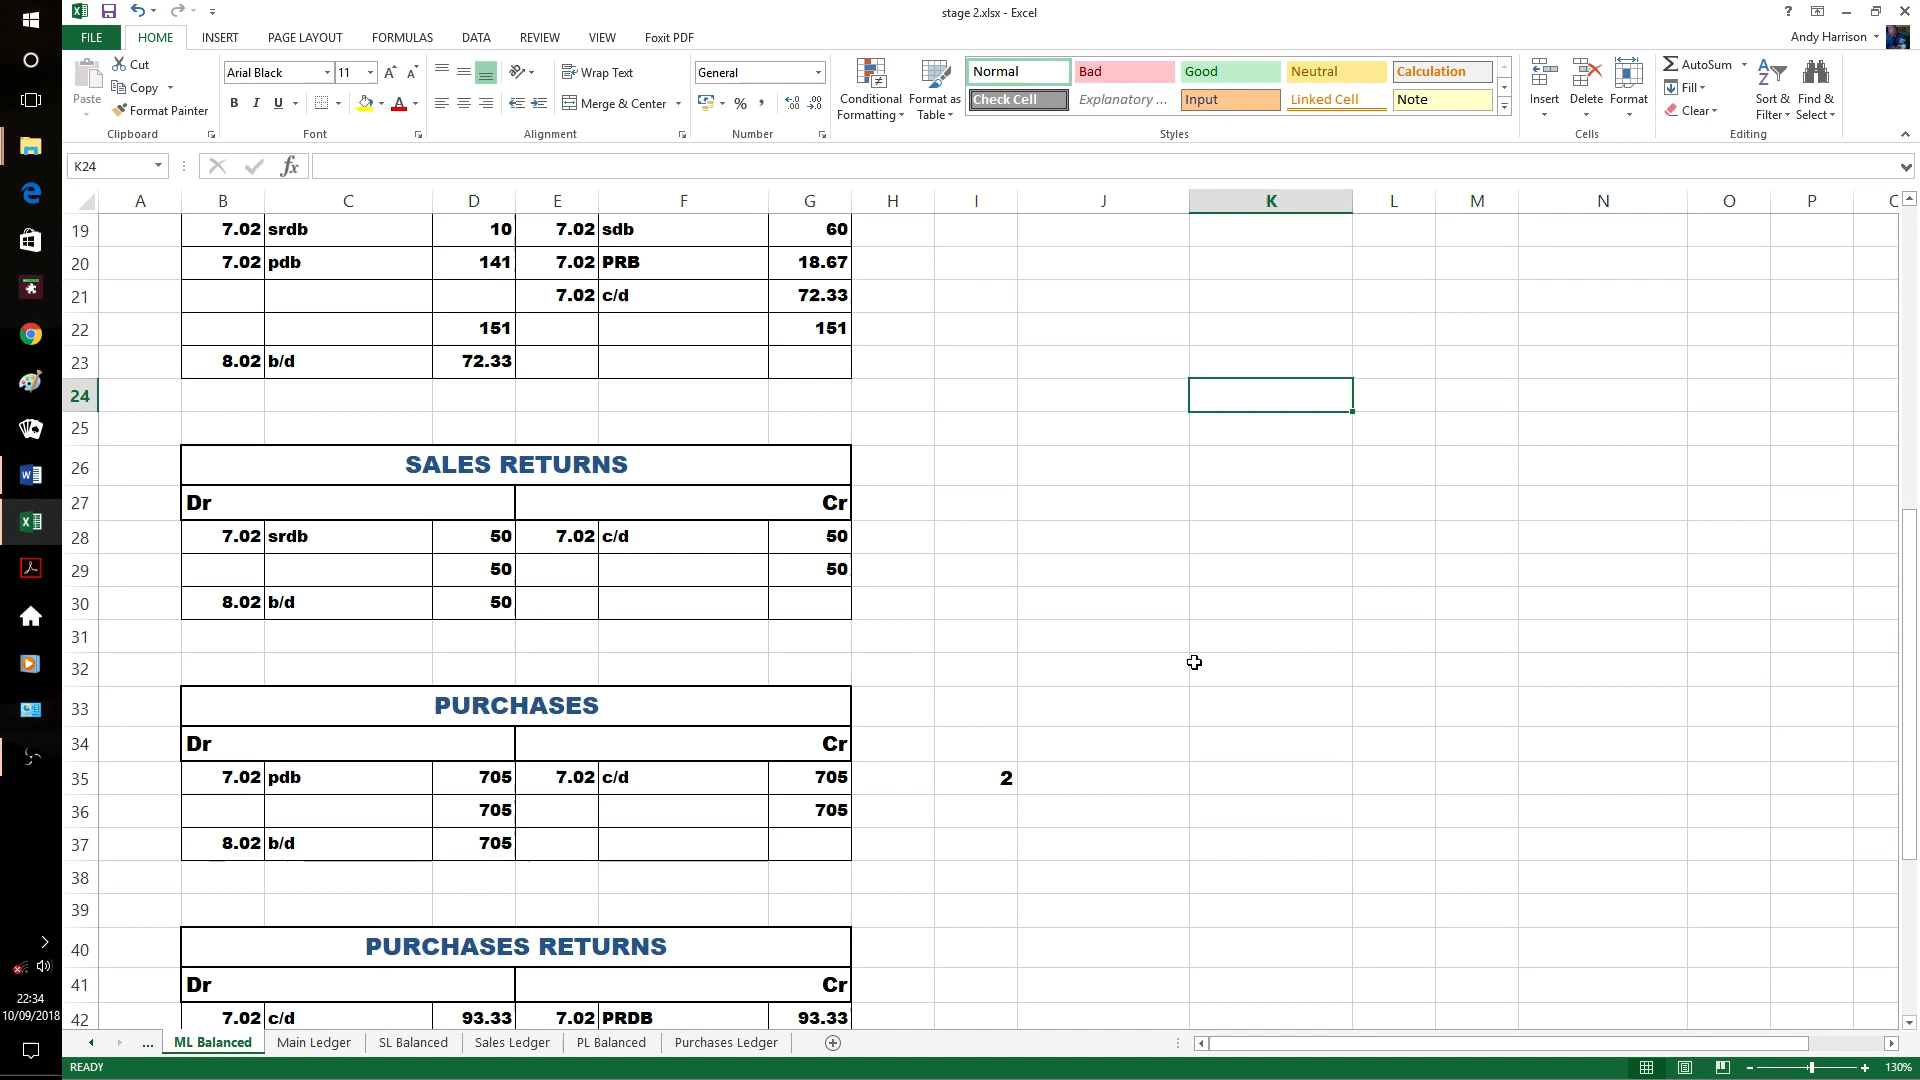 stage 2.xlsx - Excel
?
FILE HOME INSERT PAGE LAYOUT FORMULAS DATA REVIEW VIEW Foxit PDF
Andy Harrison
Paste
Cut
Copy
Format Painter
Clipboard
Arial Black 11 A A
B I U A
Font
Wrap Text
Merge & Center
Alignment
General
% , .00
Number
Conditional Formatting
Format as Table
Normal Bad Good Neutral Calculation
Check Cell Explanatory ... Input Linked Cell Note
Styles
Insert Delete Format
Cells
AutoSum
Fill
Clear
Sort & Filter
Find & Select
Editing
K24 fx
A B C D E F G H I J K L M N O P
19 7.02 srdb 10 7.02 sdb 60
20 7.02 pdb 141 7.02 PRB 18.67
21 7.02 c/d 72.33
22 151 151
23 8.02 b/d 72.33
24
25
26 SALES RETURNS
27 Dr Cr
28 7.02 srdb 50 7.02 c/d 50
29 50 50
30 8.02 b/d 50
31
32
33 PURCHASES
34 Dr Cr
35 7.02 pdb 705 7.02 c/d 705 2
36 705 705
37 8.02 b/d 705
38
39
40 PURCHASES RETURNS
41 Dr Cr
42 7.02 c/d 93.33 7.02 PRDB 93.33
... ML Balanced Main Ledger SL Balanced Sales Ledger PL Balanced Purchases Ledger
READY 130%
22:34
10/09/2018